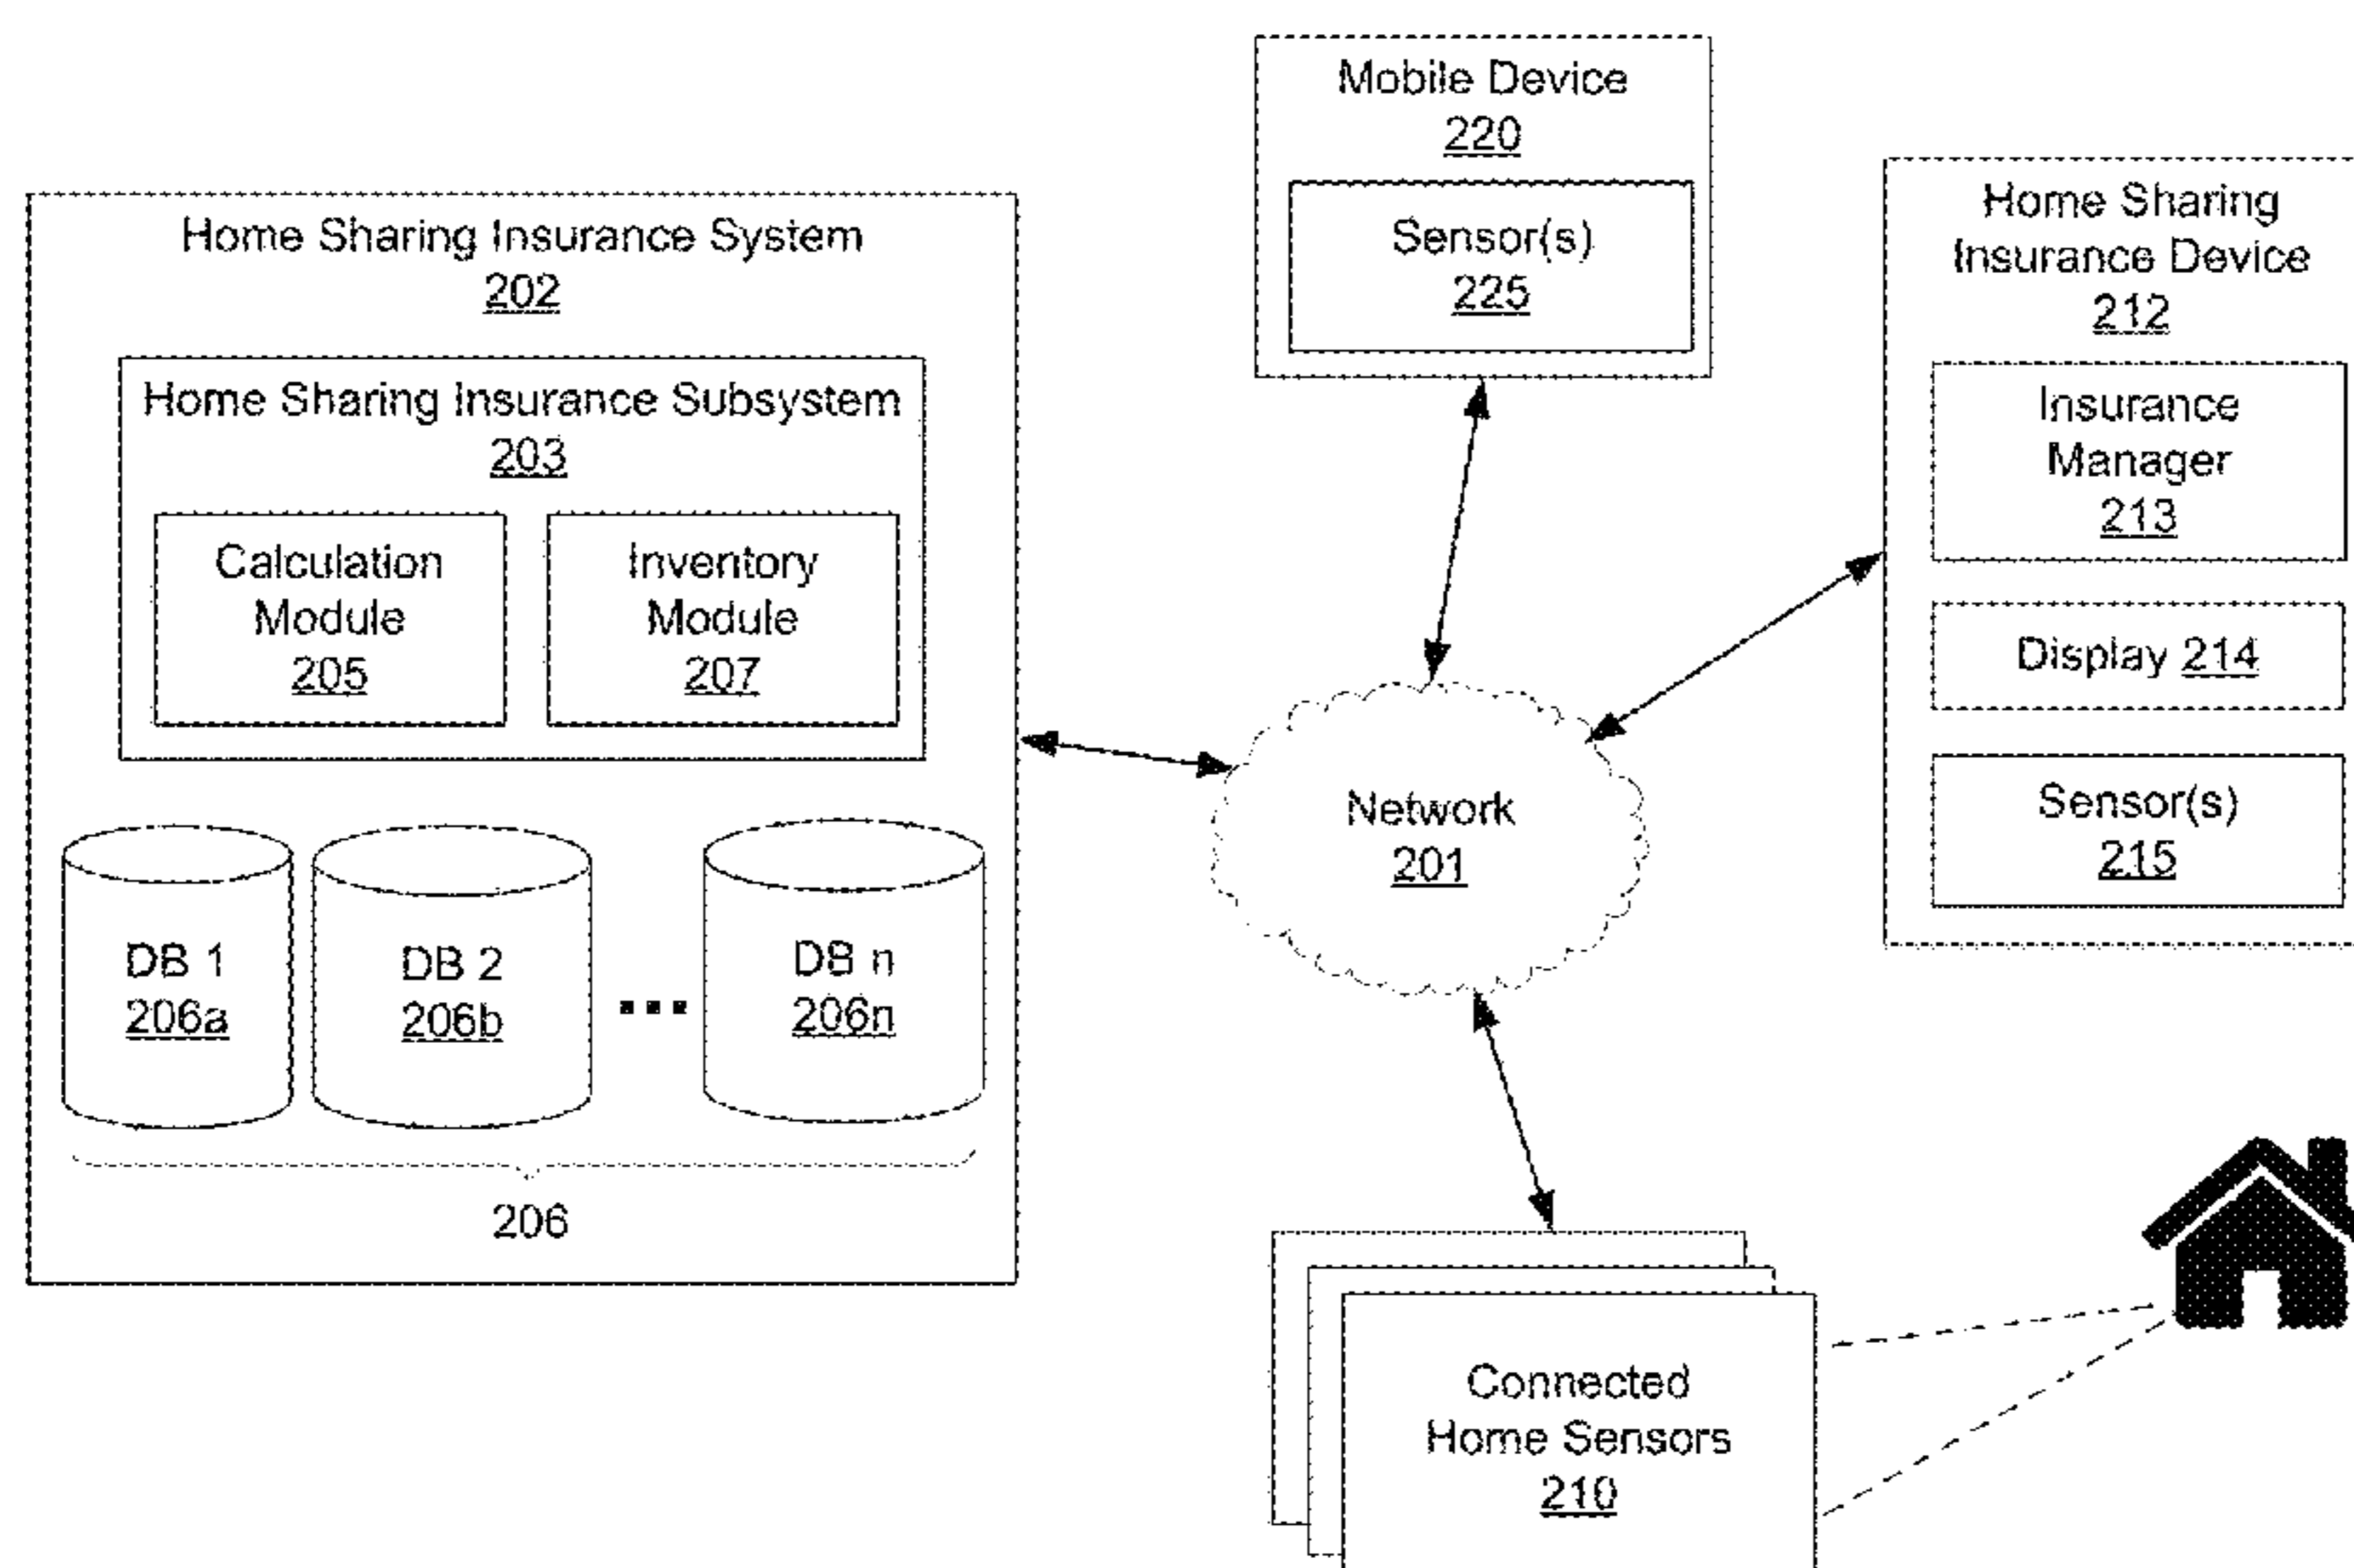 Mobile Device
220
Sensor(s)
225
Home Sharing
Insurance Device
212
Insurance
Manager
213
Display 214
Sensor(s)
215
Home Sharing Insurance System
202
Home Sharing Insurance Subsystem
203
Calculation
Module
205
Inventory
Module
207
DB 1
206a
DB 2
206b
...
DB n
206n
206
Network
201
Connected
Home Sensors
210